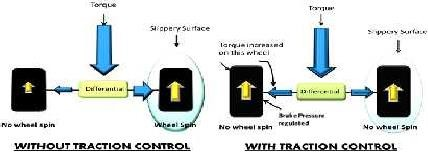 Torque
Slippery Surface
Differential
No wheel spin
Wheel Spin
WITHOUT TRACTION CONTROL
Torque
Slippery Surface
Torque increased
on this wheel
Differential
Brake Pressure
regulated
No wheel spin
No wheel spin
WITH TRACTION CONTROL